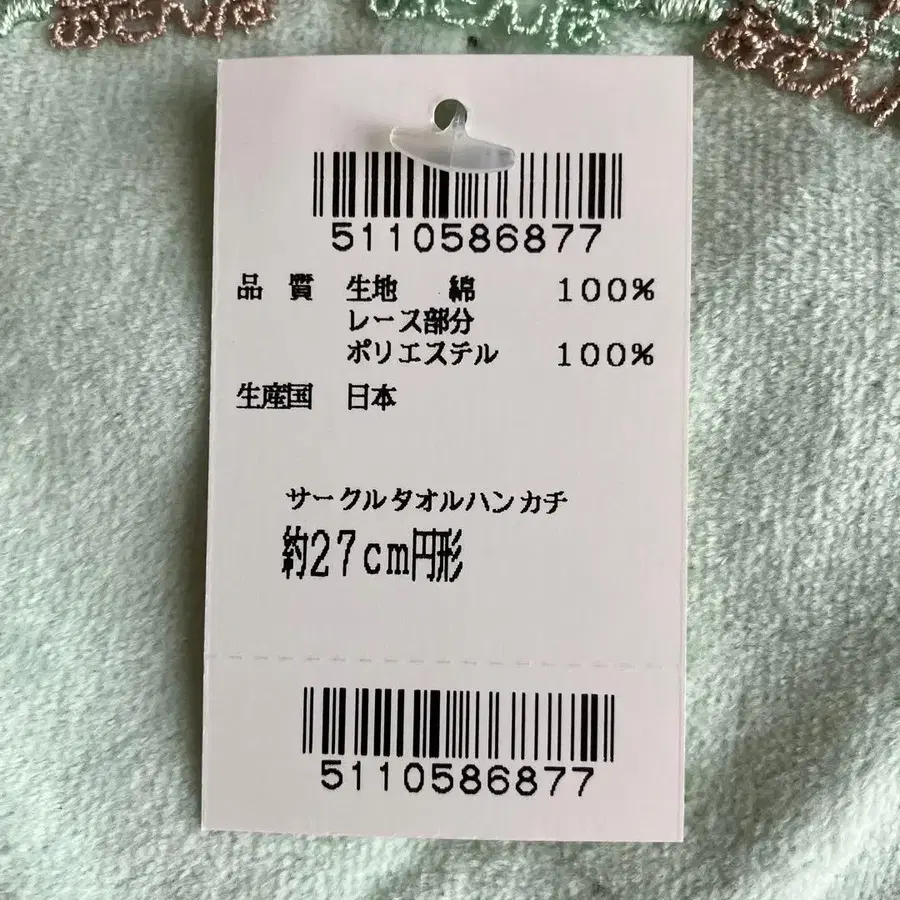 5110586877
品 質 生地 綿 100%
レース部分
ポリエステル 100%
生産国 日本
サークルタオルハンカチ
約27cm円形
5110586877